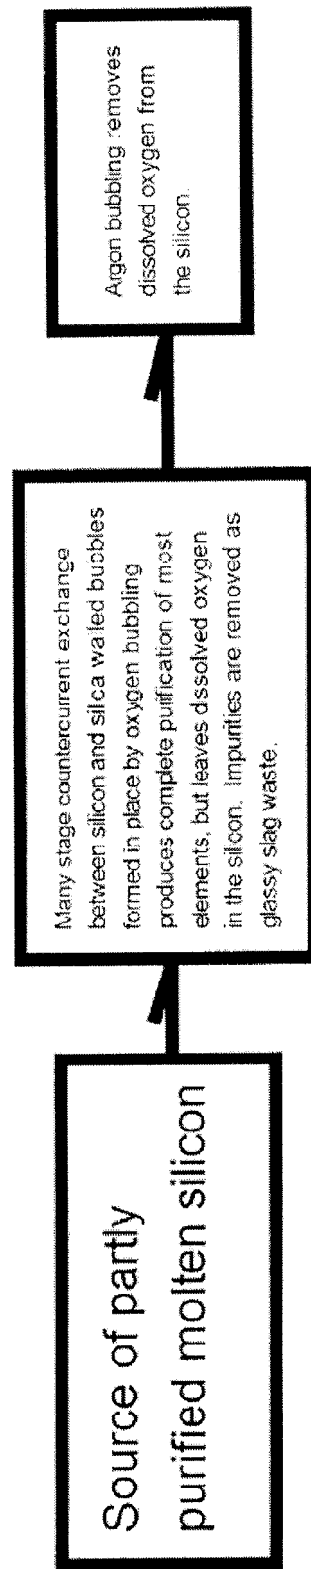 Source of partly
purified molten silicon
Many stage countercurrent exchange
between silicon and silica walled bubbles
formed in place by oxygen bubbling
produces complete purification of most
elements, but leaves dissolved oxygen
in the silicon. Impurities are removed as
glassy slag waste.
Argon bubbling removes
dissolved oxygen from
the silicon.